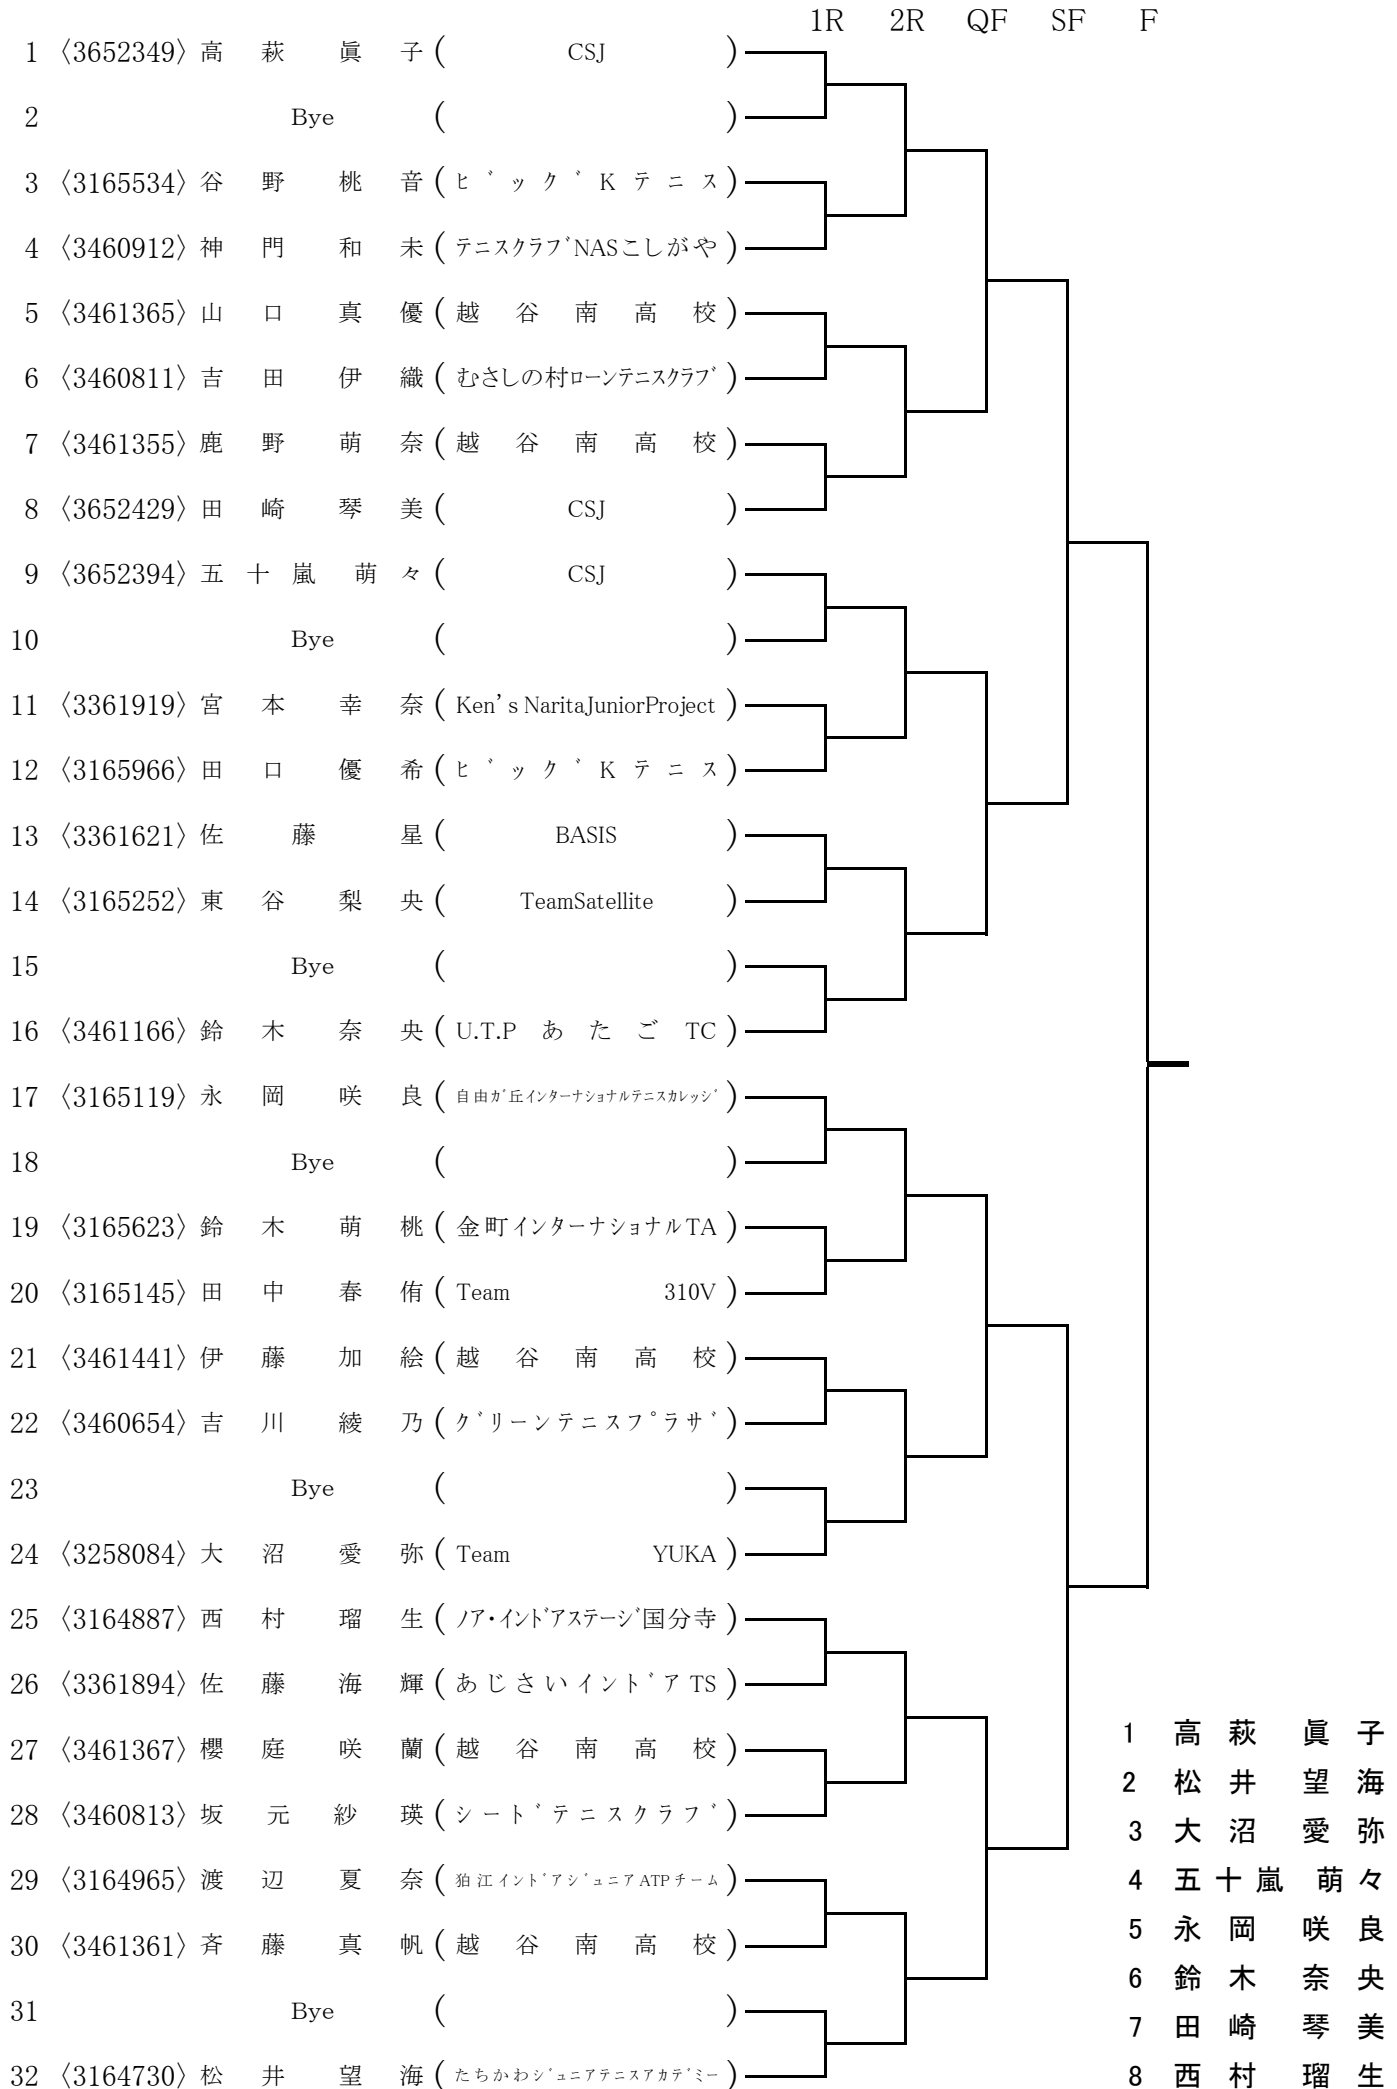 1R 2R QF SF F
1 〈3652349〉 高萩 眞子 ( CSJ )
2 Bye ( )
3 〈3165534〉 谷野 桃音 ( ビッグKテニス )
4 〈3460912〉 神門 和未 ( テニスクラブNASこしがや )
5 〈3461365〉 山口 真優 ( 越谷南高校 )
6 〈3460811〉 吉田 伊織 ( むさしの村ローンテニスクラブ )
7 〈3461355〉 鹿野 萌奈 ( 越谷南高校 )
8 〈3652429〉 田崎 琴美 ( CSJ )
9 〈3652394〉 五十嵐 萌々 ( CSJ )
10 Bye ( )
11 〈3361919〉 宮本 幸奈 ( Ken’s NaritaJuniorProject )
12 〈3165966〉 田口 優希 ( ビッグKテニス )
13 〈3361621〉 佐藤 星 ( BASIS )
14 〈3165252〉 東谷 梨央 ( TeamSatellite )
15 Bye ( )
16 〈3461166〉 鈴木 奈央 ( U.T.P あたご TC )
17 〈3165119〉 永岡 咲良 ( 自由ガ丘インターナショナルテニスカレッジ )
18 Bye ( )
19 〈3165623〉 鈴木 萌桃 ( 金町インターナショナルTA )
20 〈3165145〉 田中 春侑 ( Team 310V )
21 〈3461441〉 伊藤 加絵 ( 越谷南高校 )
22 〈3460654〉 吉川 綾乃 ( グリーンテニスプラザ )
23 Bye ( )
24 〈3258084〉 大沼 愛弥 ( Team YUKA )
25 〈3164887〉 西村 瑠生 ( ノア・インドアステージ国分寺 )
26 〈3361894〉 佐藤 海輝 ( あじさいインドアTS )
27 〈3461367〉 櫻庭 咲蘭 ( 越谷南高校 )
28 〈3460813〉 坂元 紗瑛 ( シードテニスクラブ )
29 〈3164965〉 渡辺 夏奈 ( 狛江インドアジュニアATPチーム )
30 〈3461361〉 斉藤 真帆 ( 越谷南高校 )
31 Bye ( )
32 〈3164730〉 松井 望海 ( たちかわジュニアテニスアカデミー )
1 高萩 眞子
2 松井 望海
3 大沼 愛弥
4 五十嵐 萌々
5 永岡 咲良
6 鈴木 奈央
7 田崎 琴美
8 西村 瑠生